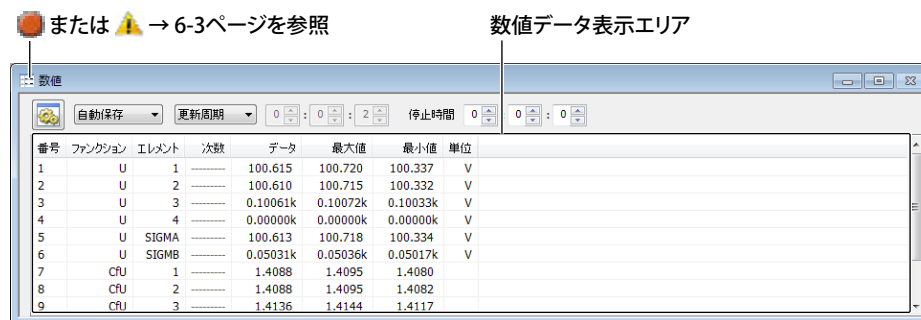 または → 6-3ページを参照 数値データ表示エリア
数値
自動保存 更新周期 0 : 0 : 2 停止時間 0 : 0 : 0
番号 ファンクション エレメント 次数 データ 最大値 最小値 単位
1 U 1 --------- 100.615 100.720 100.337 V
2 U 2 --------- 100.610 100.715 100.332 V
3 U 3 --------- 0.10061k 0.10072k 0.10033k V
4 U 4 --------- 0.00000k 0.00000k 0.00000k V
5 U SIGMA --------- 100.613 100.718 100.334 V
6 U SIGMB --------- 0.05031k 0.05036k 0.05017k V
7 CfU 1 --------- 1.4088 1.4095 1.4080
8 CfU 2 --------- 1.4088 1.4095 1.4082
9 CfU 3 --------- 1.4136 1.4144 1.4117